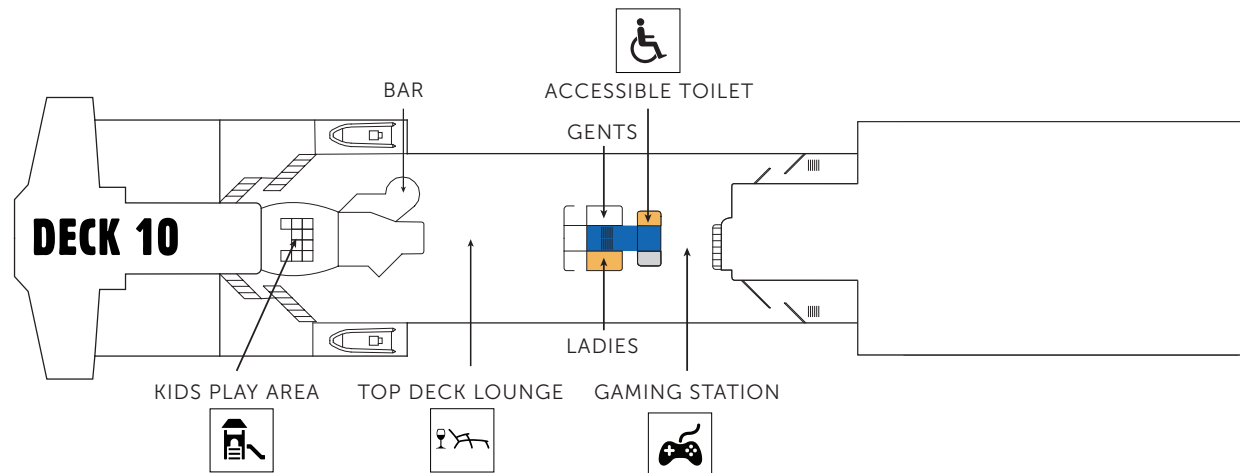 BAR
ACCESSIBLE TOILET
GENTS
DECK 10
LADIES
KIDS PLAY AREA
TOP DECK LOUNGE
GAMING STATION